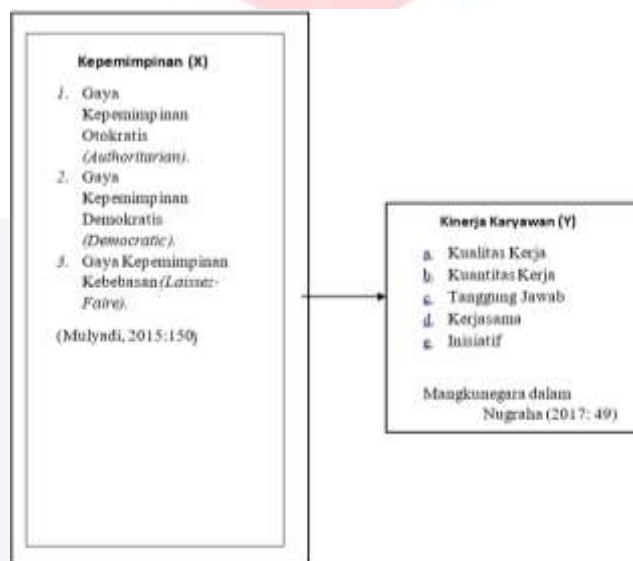 Kepemimpinan (X)
1. Gaya
Kepemimpinan
Otokratis
(Authoritarian).
2. Gaya
Kepemimpinan
Demokratis
(Democratic).
3. Gaya Kepemimpinan
Kebebasan (Laissez-
Faire).
(Mulyadi, 2015:150)
Kinerja Karyawan (Y)
a. Kualitas Kerja
b. Kuantitas Kerja
c. Tanggung Jawab
d. Kerjasama
e. Inisiatif
Mangkunegara dalam
Nugraha (2017: 49)